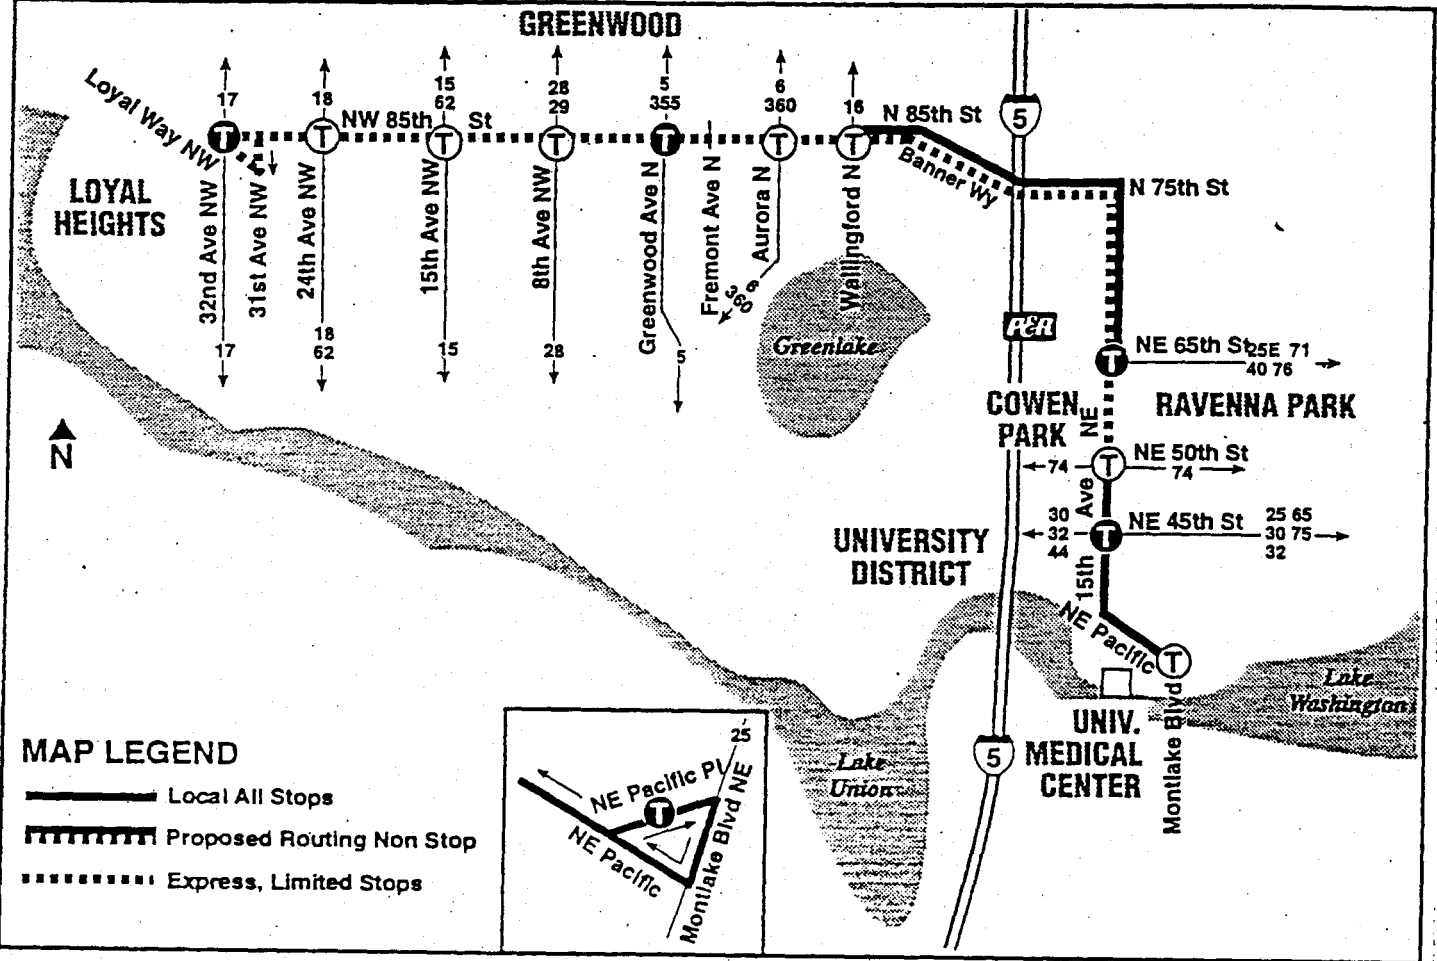 GREENWOOD
Loyal Way NW
17
18
15
62
28
29
5
355
6
360
16
NW 85th St
N 85th St
5
Banner Wy
N 75th St
LOYAL
HEIGHTS
32nd Ave NW
31st Ave NW
24th Ave NW
15th Ave NW
8th Ave NW
Greenwood Ave N
Fremont Ave N
Aurora N
Wallingford N
6
360
17
18
62
15
28
5
Greenlake
P&R
NE 65th St
25E 71
40 76
COWEN
PARK
RAVENNA PARK
NE 50th St
74
74
N
15th Ave NE
30
32
44
NE 45th St
25 65
30 75
32
UNIVERSITY
DISTRICT
NE Pacific
Montlake Blvd
Lake
Washington
UNIV.
MEDICAL
CENTER
5
Lake
Union
MAP LEGEND
Local All Stops
Proposed Routing Non Stop
Express, Limited Stops
25
NE Pacific Pl
NE Pacific
Montlake Blvd NE
T
T
T
T
T
T
T
T
T
T
T
T
T